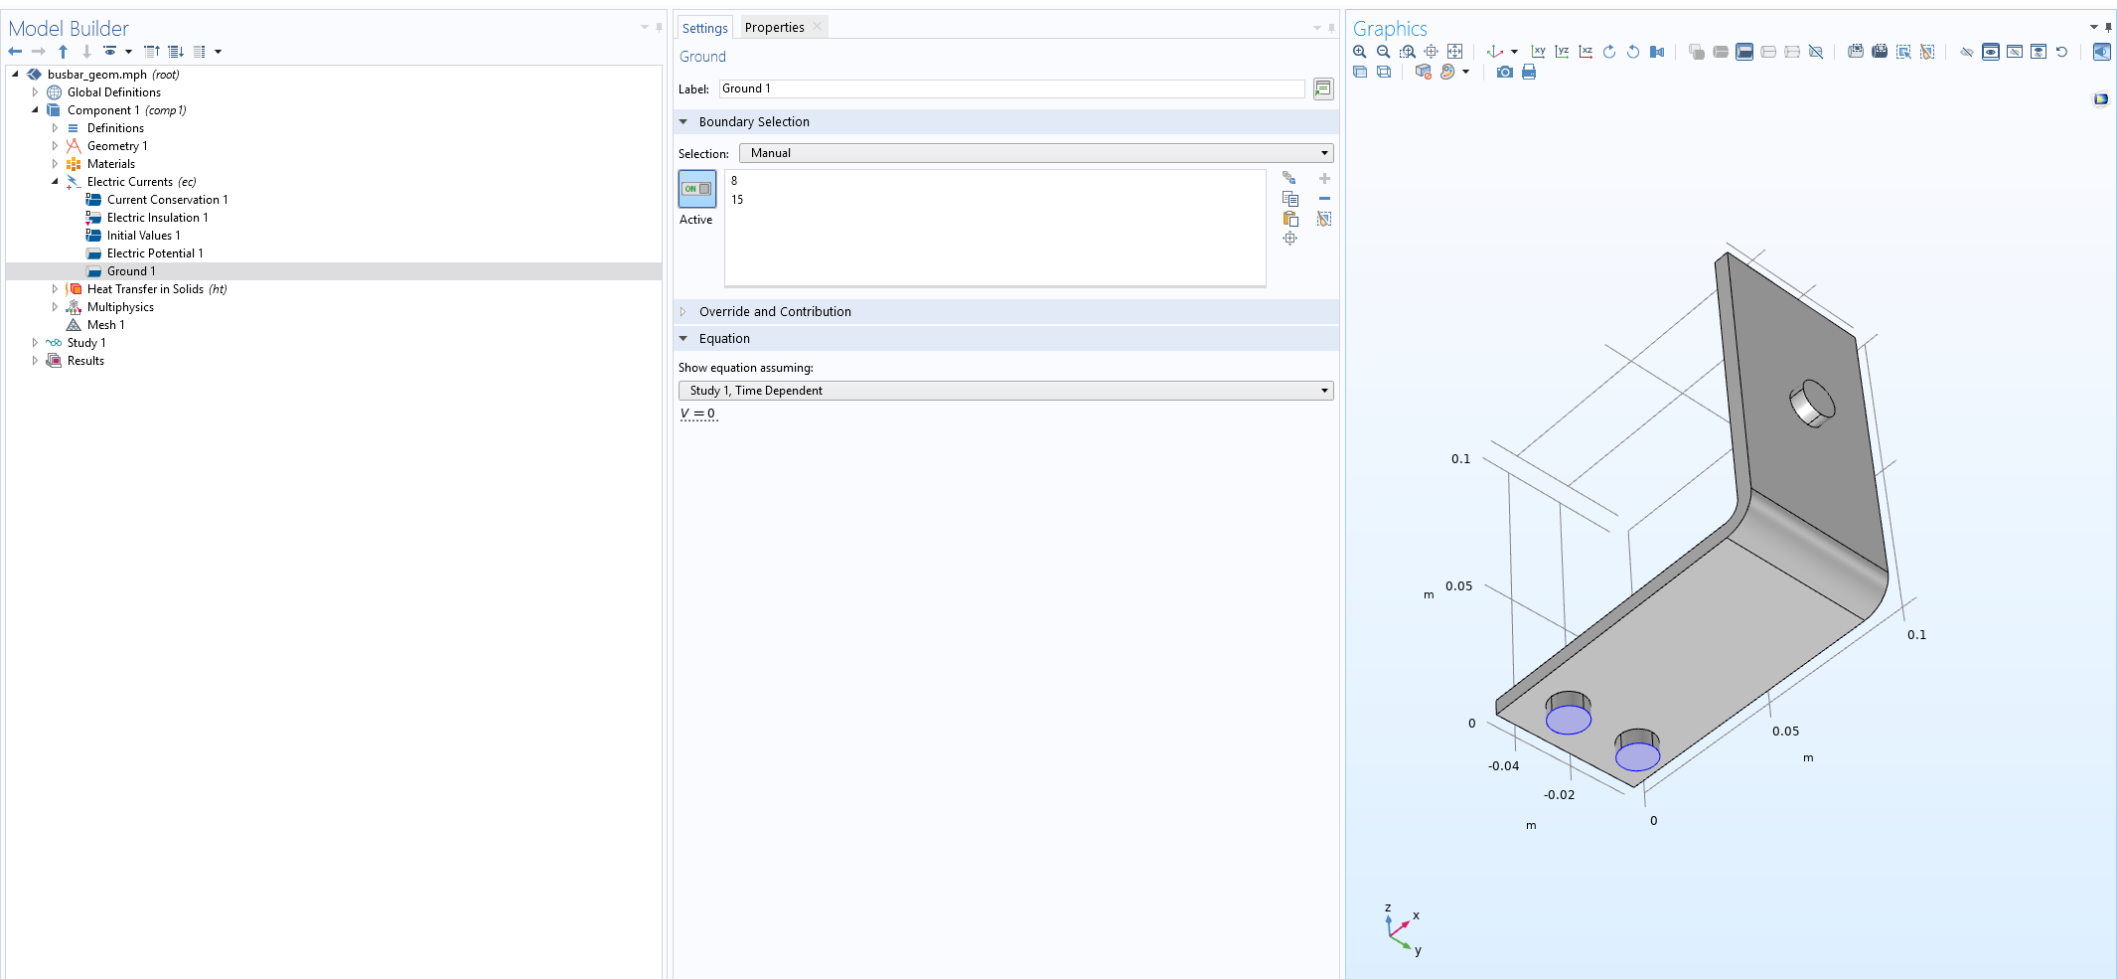 Model Builder
busbar_geom.mph (root)
Global Definitions
Component 1 (comp1)
Definitions
Geometry 1
Materials
Electric Currents (ec)
Current Conservation 1
Electric Insulation 1
Initial Values 1
Electric Potential 1
Ground 1
Heat Transfer in Solids (ht)
Multiphysics
Mesh 1
Study 1
Results
Settings Properties
Ground
Label: Ground 1
Boundary Selection
Selection: Manual
ON
Active
8
15
Override and Contribution
Equation
Show equation assuming:
Study 1, Time Dependent
V = 0
Graphics
xy yz xz
0.1
m 0.05
0
-0.04
-0.02
m
0
0.1
0.05
m
z
x
y